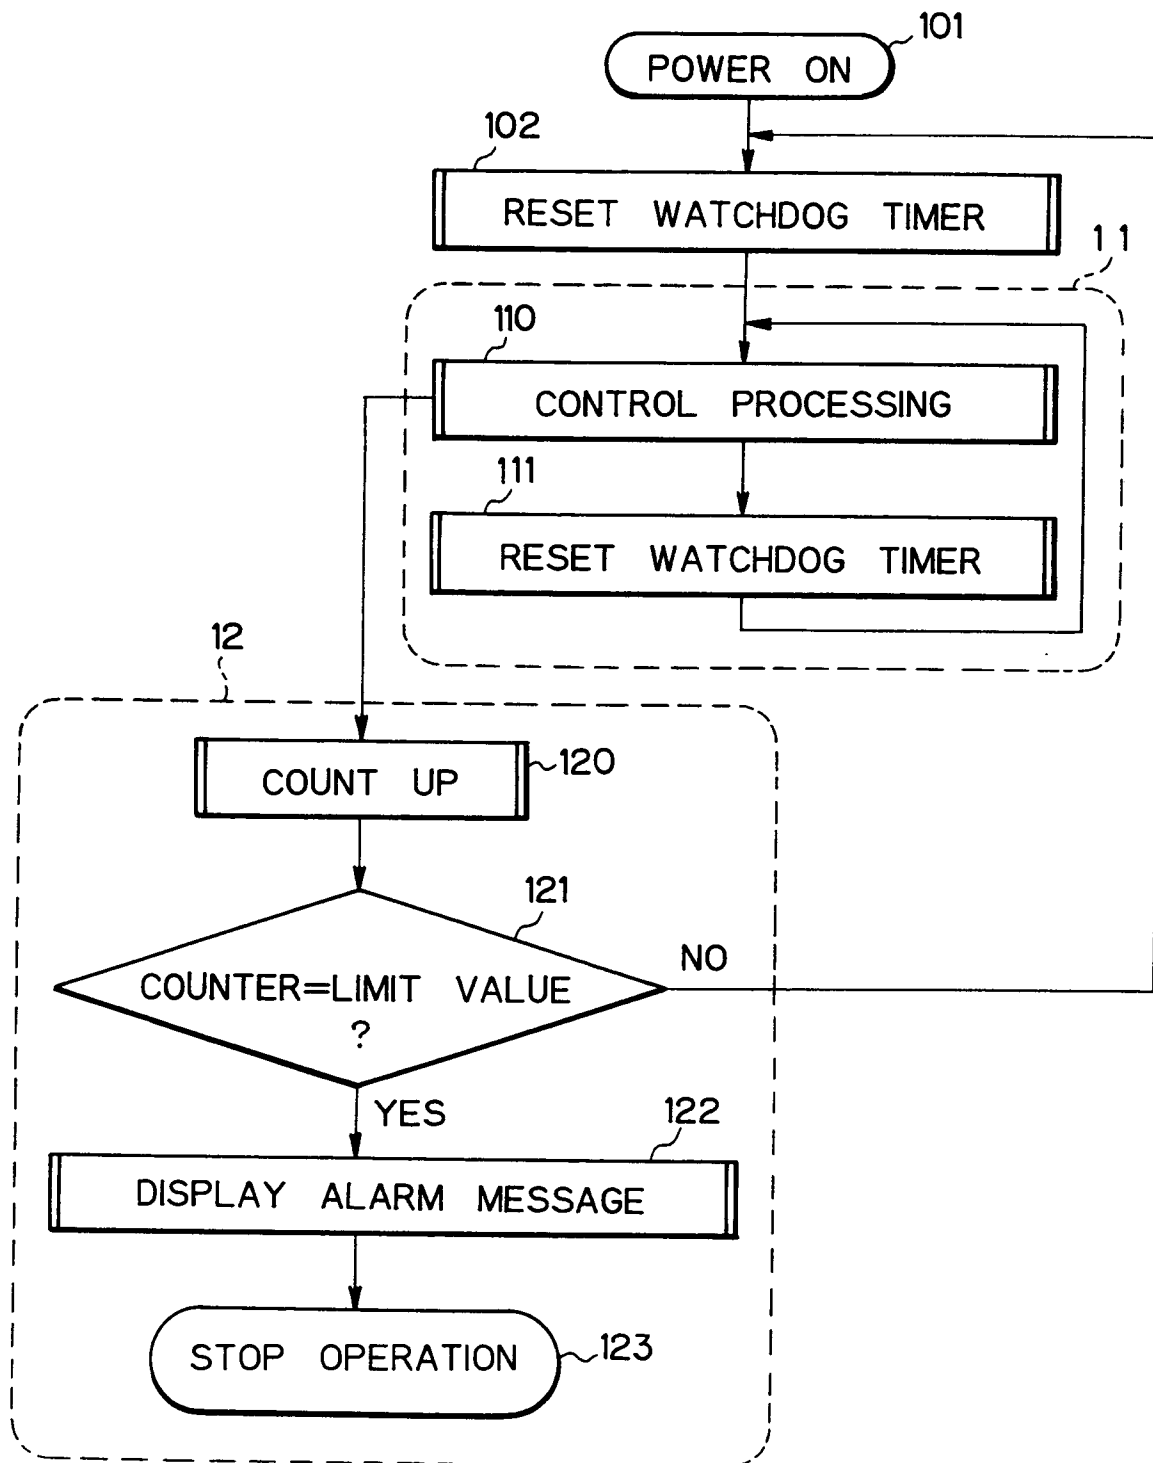 101
POWER ON
102
RESET WATCHDOG TIMER
11
110
CONTROL PROCESSING
111
RESET WATCHDOG TIMER
12
COUNT UP
120
121
COUNTER=LIMIT VALUE
?
NO
YES
122
DISPLAY ALARM MESSAGE
STOP OPERATION
123